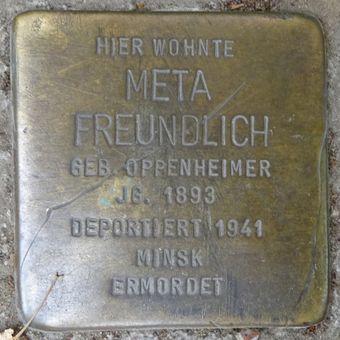 HIER WOHNTE
META
FREUNDLICH
GEB. OPPENHEIMER
JG. 1893
DEPORTIERT 1941
MINSK
ERMORDET